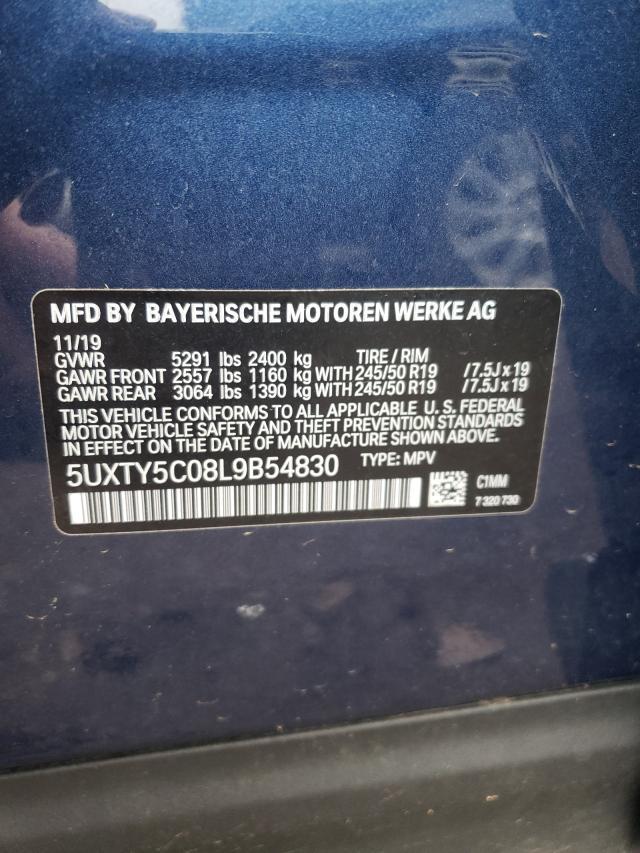 MFD BY BAYERISCHE MOTOREN WERKE AG
11/19
GVWR 5291 lbs 2400 kg TIRE / RIM
GAWR FRONT 2557 lbs 1160 kg WITH 245/50 R19 /7.5J x 19
GAWR REAR 3064 lbs 1390 kg WITH 245/50 R19 /7.5J x 19
THIS VEHICLE CONFORMS TO ALL APPLICABLE U. S. FEDERAL
MOTOR VEHICLE SAFETY AND THEFT PREVENTION STANDARDS
IN EFFECT ON THE DATE OF MANUFACTURE SHOWN ABOVE.
5UXTY5C08L9B54830 TYPE: MPV
C1MM
7 320 730